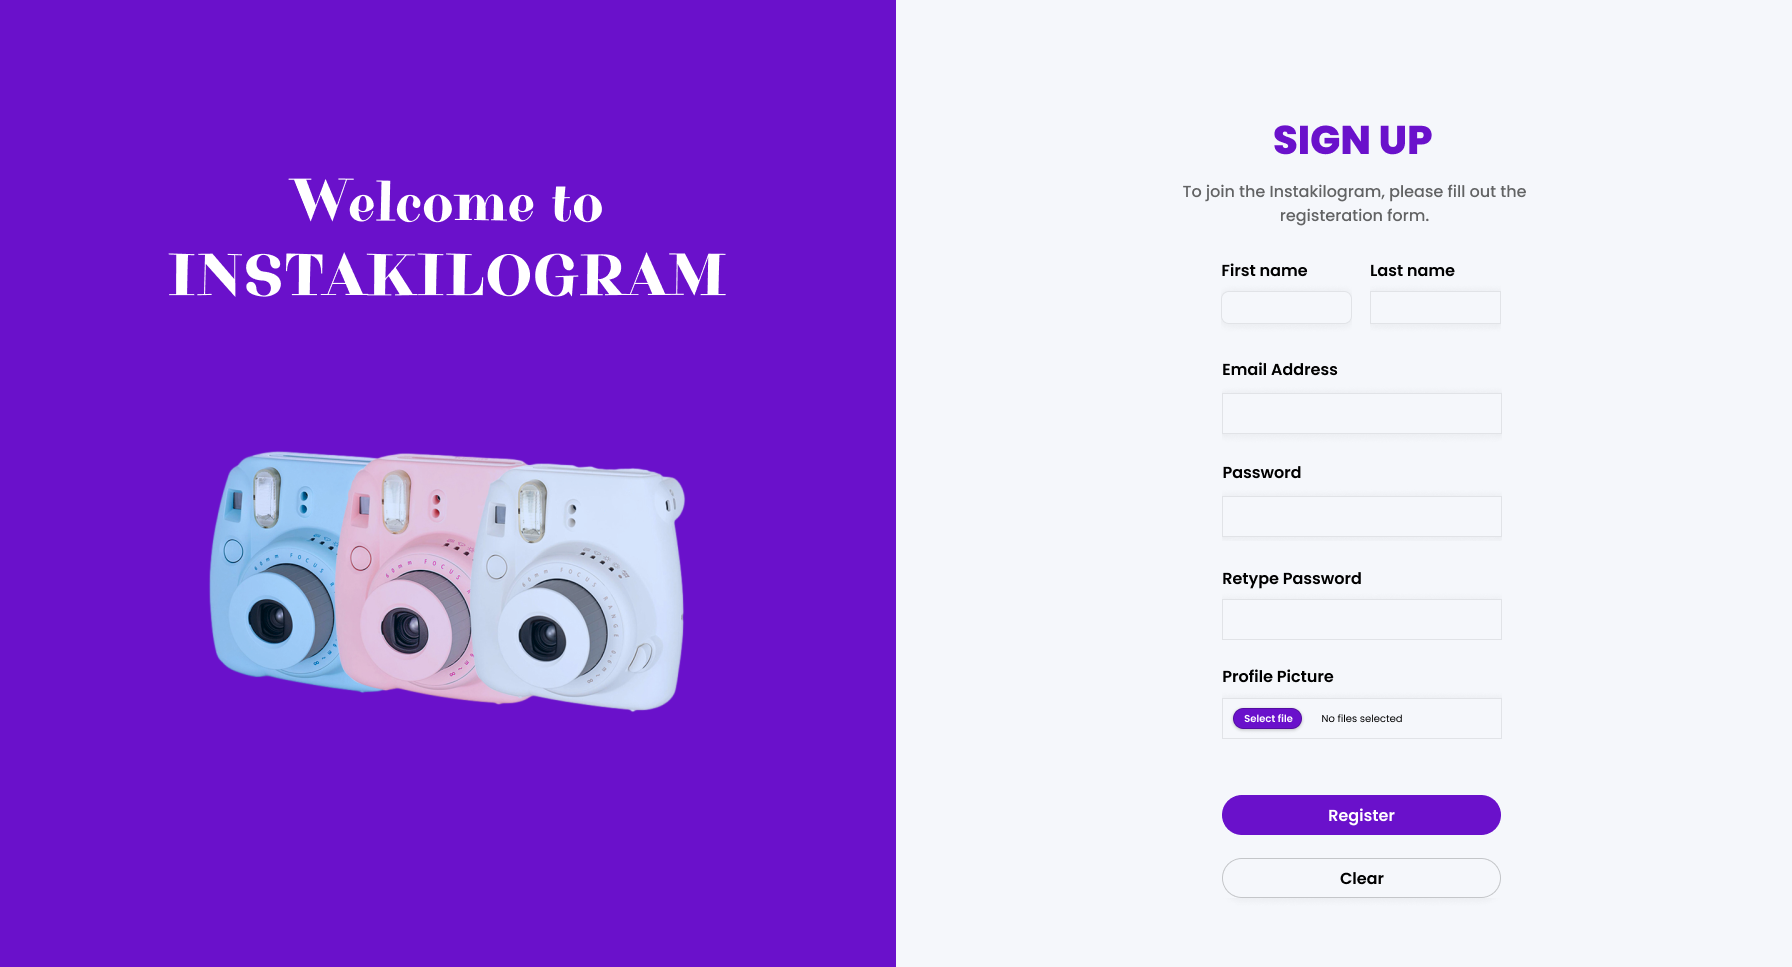 Welcome to
INSTAKILOGRAM
SIGN UP
To join the Instakilogram, please fill out the
registeration form.
First name
Last name
Email Address
Password
Retype Password
Profile Picture
Select file
No files selected
Register
Clear